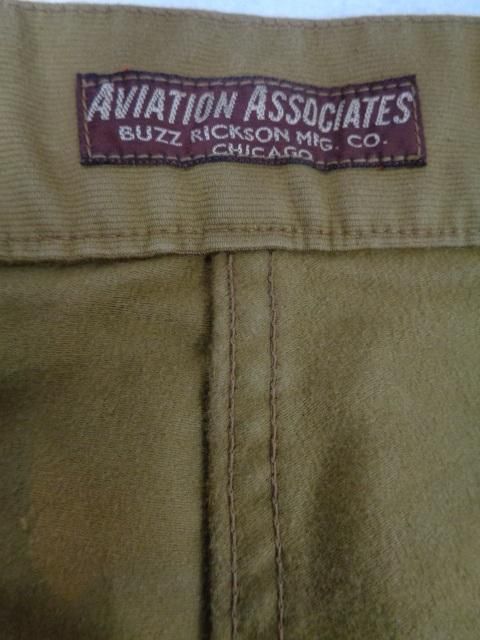 AVIATION ASSOCIATES
BUZZ RICKSON MFG. CO.
CHICAGO